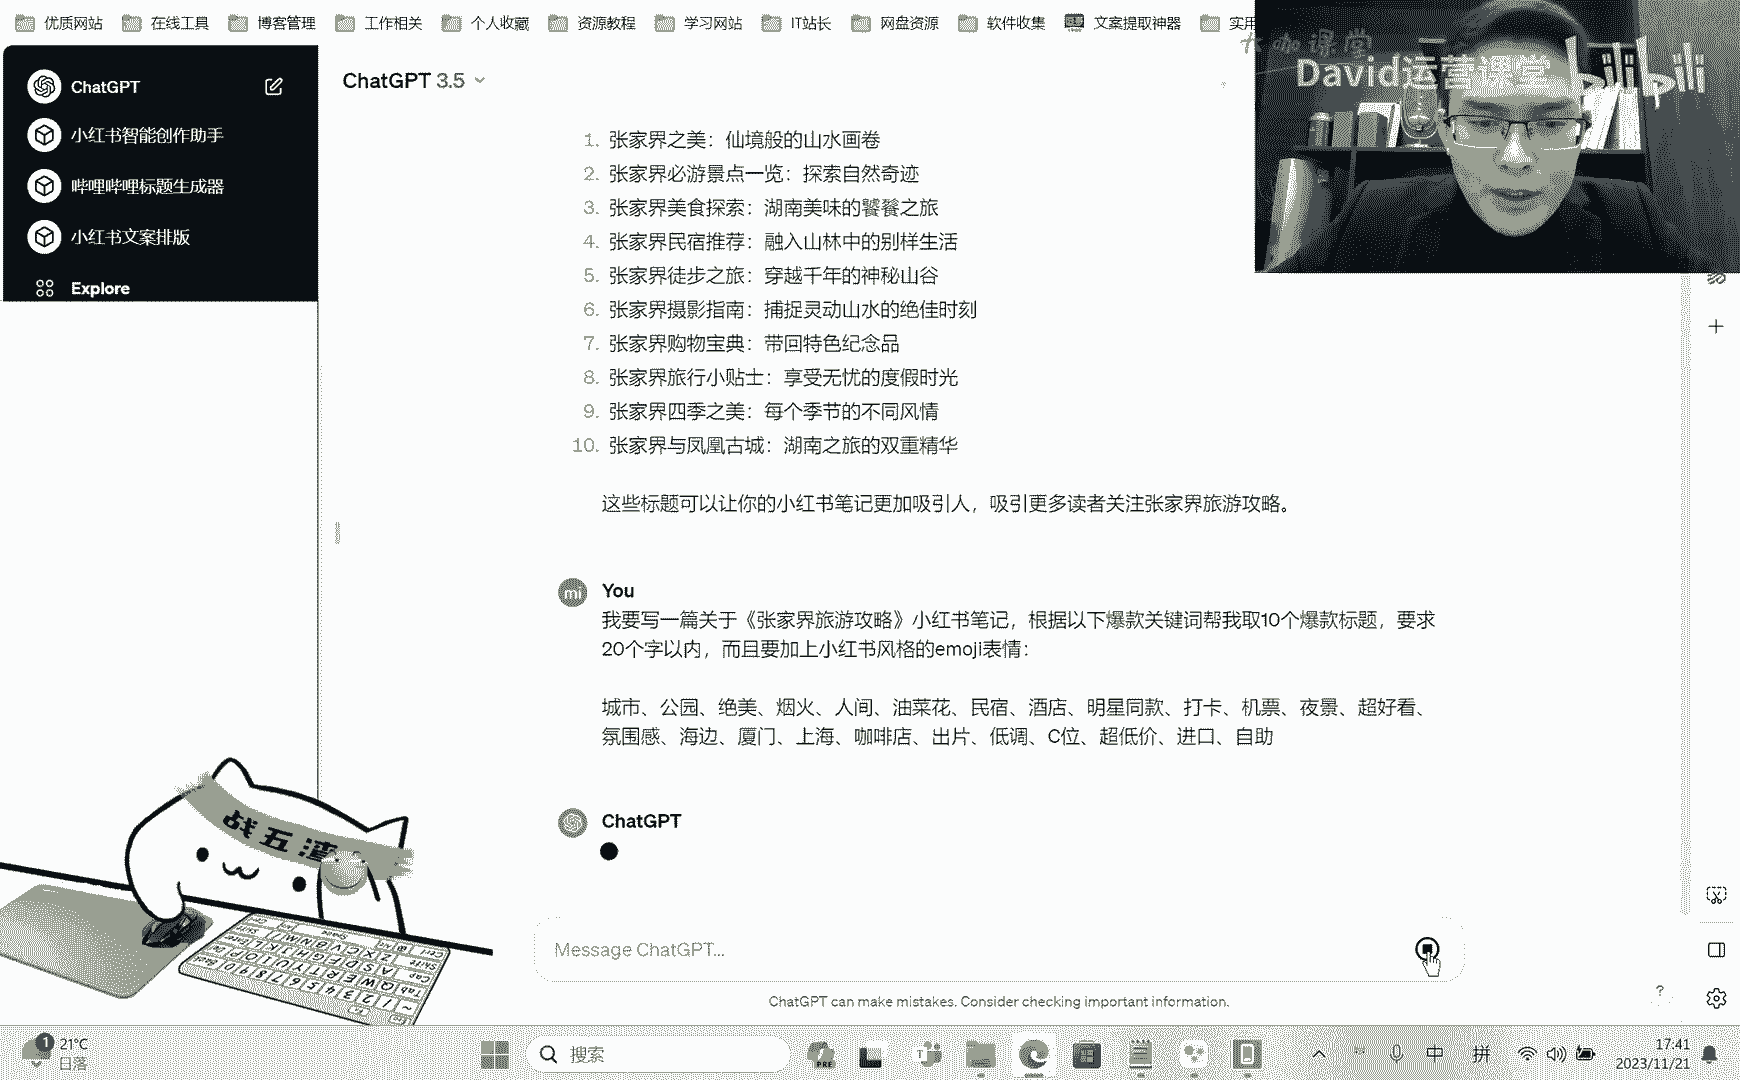 优质网站 在线工具 博客管理 工作相关 个人收藏 资源教程 学习网站 IT站长 网盘资源 软件收集 文案提取神器 实用
大咖课堂
David运营课堂 bilibili
ChatGPT
小红书智能创作助手
哔哩哔哩标题生成器
小红书文案排版
Explore
ChatGPT 3.5
1. 张家界之美：仙境般的山水画卷
2. 张家界必游景点一览：探索自然奇迹
3. 张家界美食探索：湖南美味的饕餮之旅
4. 张家界民宿推荐：融入山林中的别样生活
5. 张家界徒步之旅：穿越千年的神秘山谷
6. 张家界摄影指南：捕捉灵动山水的绝佳时刻
7. 张家界购物宝典：带回特色纪念品
8. 张家界旅行小贴士：享受无忧的度假时光
9. 张家界四季之美：每个季节的不同风情
10. 张家界与凤凰古城：湖南之旅的双重精华
这些标题可以让你的小红书笔记更加吸引人，吸引更多读者关注张家界旅游攻略。
mi You
我要写一篇关于《张家界旅游攻略》小红书笔记，根据以下爆款关键词帮我取10个爆款标题，要求
20个字以内，而且要加上小红书风格的emoji表情：
城市、公园、绝美、烟火、人间、油菜花、民宿、酒店、明星同款、打卡、机票、夜景、超好看、
氛围感、海边、厦门、上海、咖啡店、出片、低调、C位、超低价、进口、自助
ChatGPT
战五渣
Message ChatGPT...
ChatGPT can make mistakes. Consider checking important information.
?
1 21°C
日落
搜索
PRE
中 拼
17:41
2023/11/21